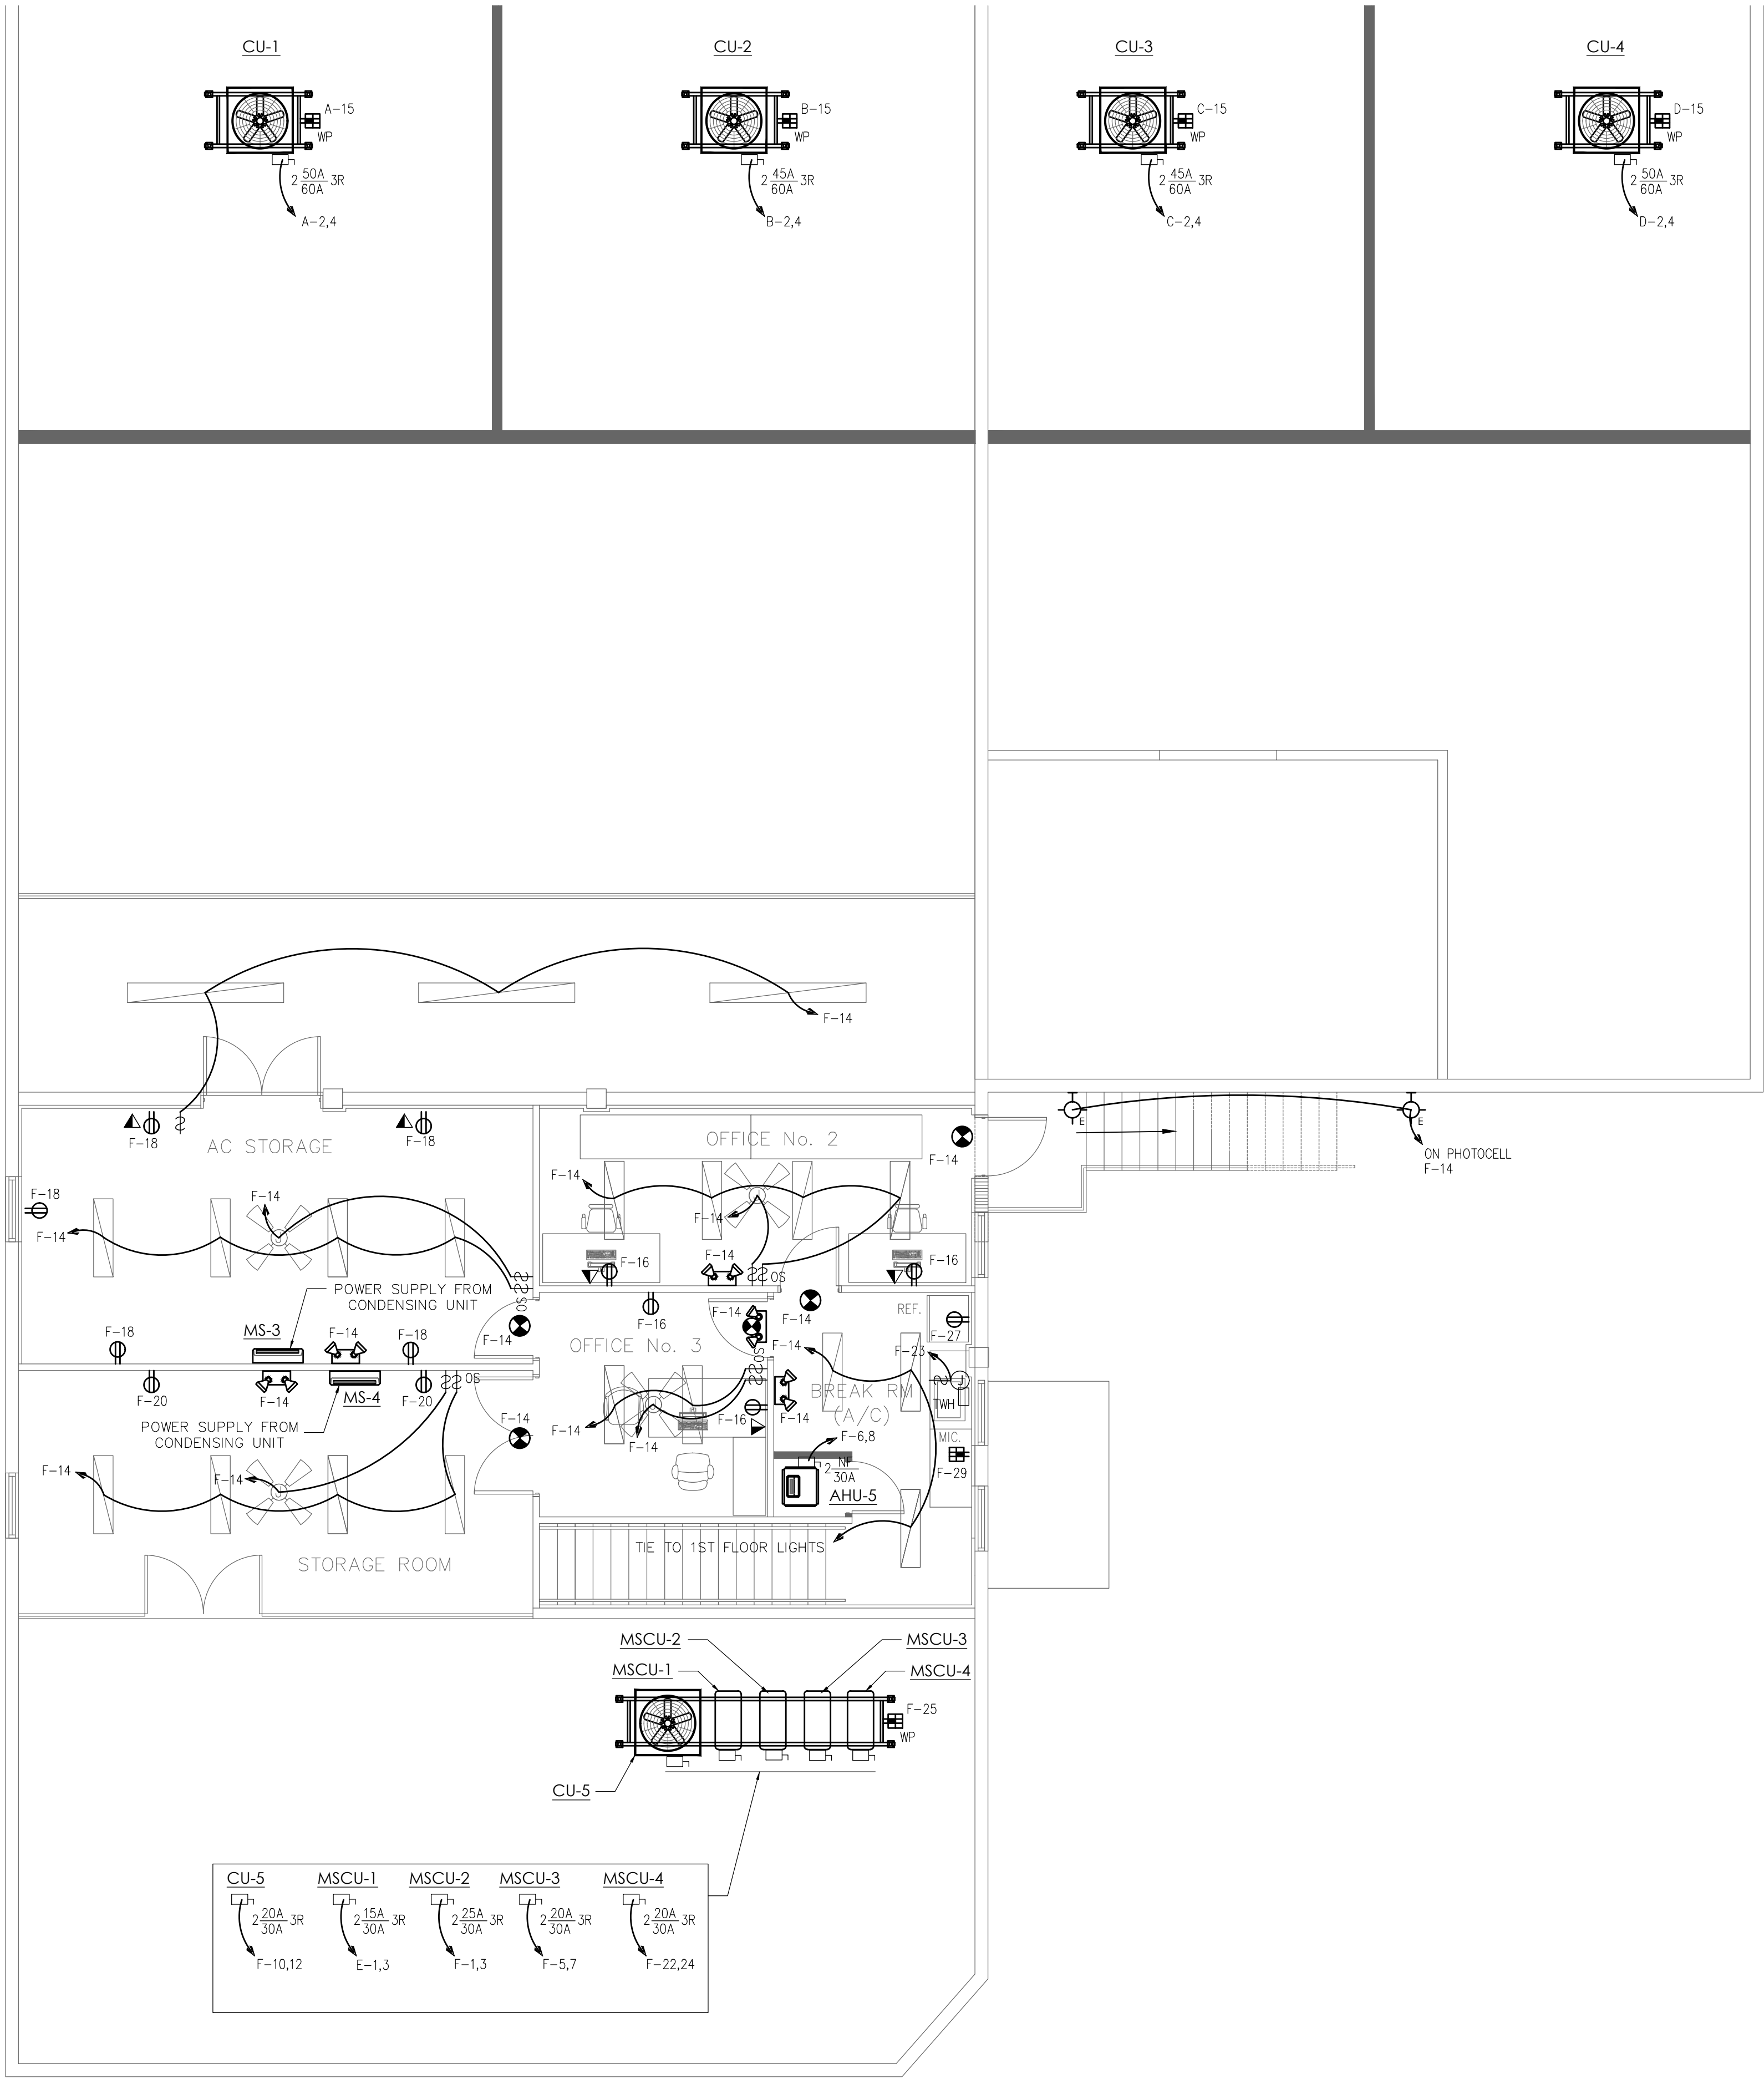 CU-1
CU-2
CU-3
CU-4
A-15
WP
2 50A/60A 3R
A-2,4
B-15
WP
2 45A/60A 3R
B-2,4
C-15
WP
2 45A/60A 3R
C-2,4
D-15
WP
2 50A/60A 3R
D-2,4
F-14
F-18
F-18
AC STORAGE
OFFICE No. 2
F-14
E
E
ON PHOTOCELL
F-14
F-18
F-14
F-14
F-14
F-14
F-14
F-16
F-16
OS
OS
POWER SUPPLY FROM
CONDENSING UNIT
F-18
MS-3
F-14
F-18
F-14
OFFICE No. 3
F-16
F-14
F-14
F-14
REF.
F-27
F-20
F-14
MS-4
F-20
OS
F-14
POWER SUPPLY FROM
CONDENSING UNIT
OS
F-14
F-14
F-16
F-14
BREAK RM
(A/C)
F-23
J
TWH
MIC.
F-29
F-6,8
2 NF/30A
AHU-5
F-14
F-14
STORAGE ROOM
TIE TO 1ST FLOOR LIGHTS
MSCU-2
MSCU-3
MSCU-1
MSCU-4
F-25
WP
CU-5
CU-5
MSCU-1
MSCU-2
MSCU-3
MSCU-4
2 20A/30A 3R
2 15A/30A 3R
2 25A/30A 3R
2 20A/30A 3R
2 20A/30A 3R
F-10,12
E-1,3
F-1,3
F-5,7
F-22,24